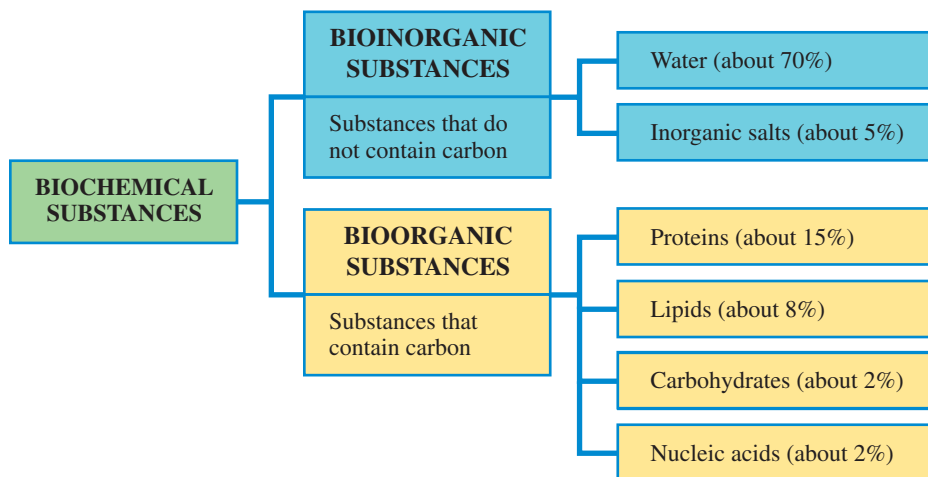 BIOCHEMICAL
SUBSTANCES
BIOINORGANIC
SUBSTANCES
Substances that do
not contain carbon
Water (about 70%)
Inorganic salts (about 5%)
BIOORGANIC
SUBSTANCES
Substances that
contain carbon
Proteins (about 15%)
Lipids (about 8%)
Carbohydrates (about 2%)
Nucleic acids (about 2%)